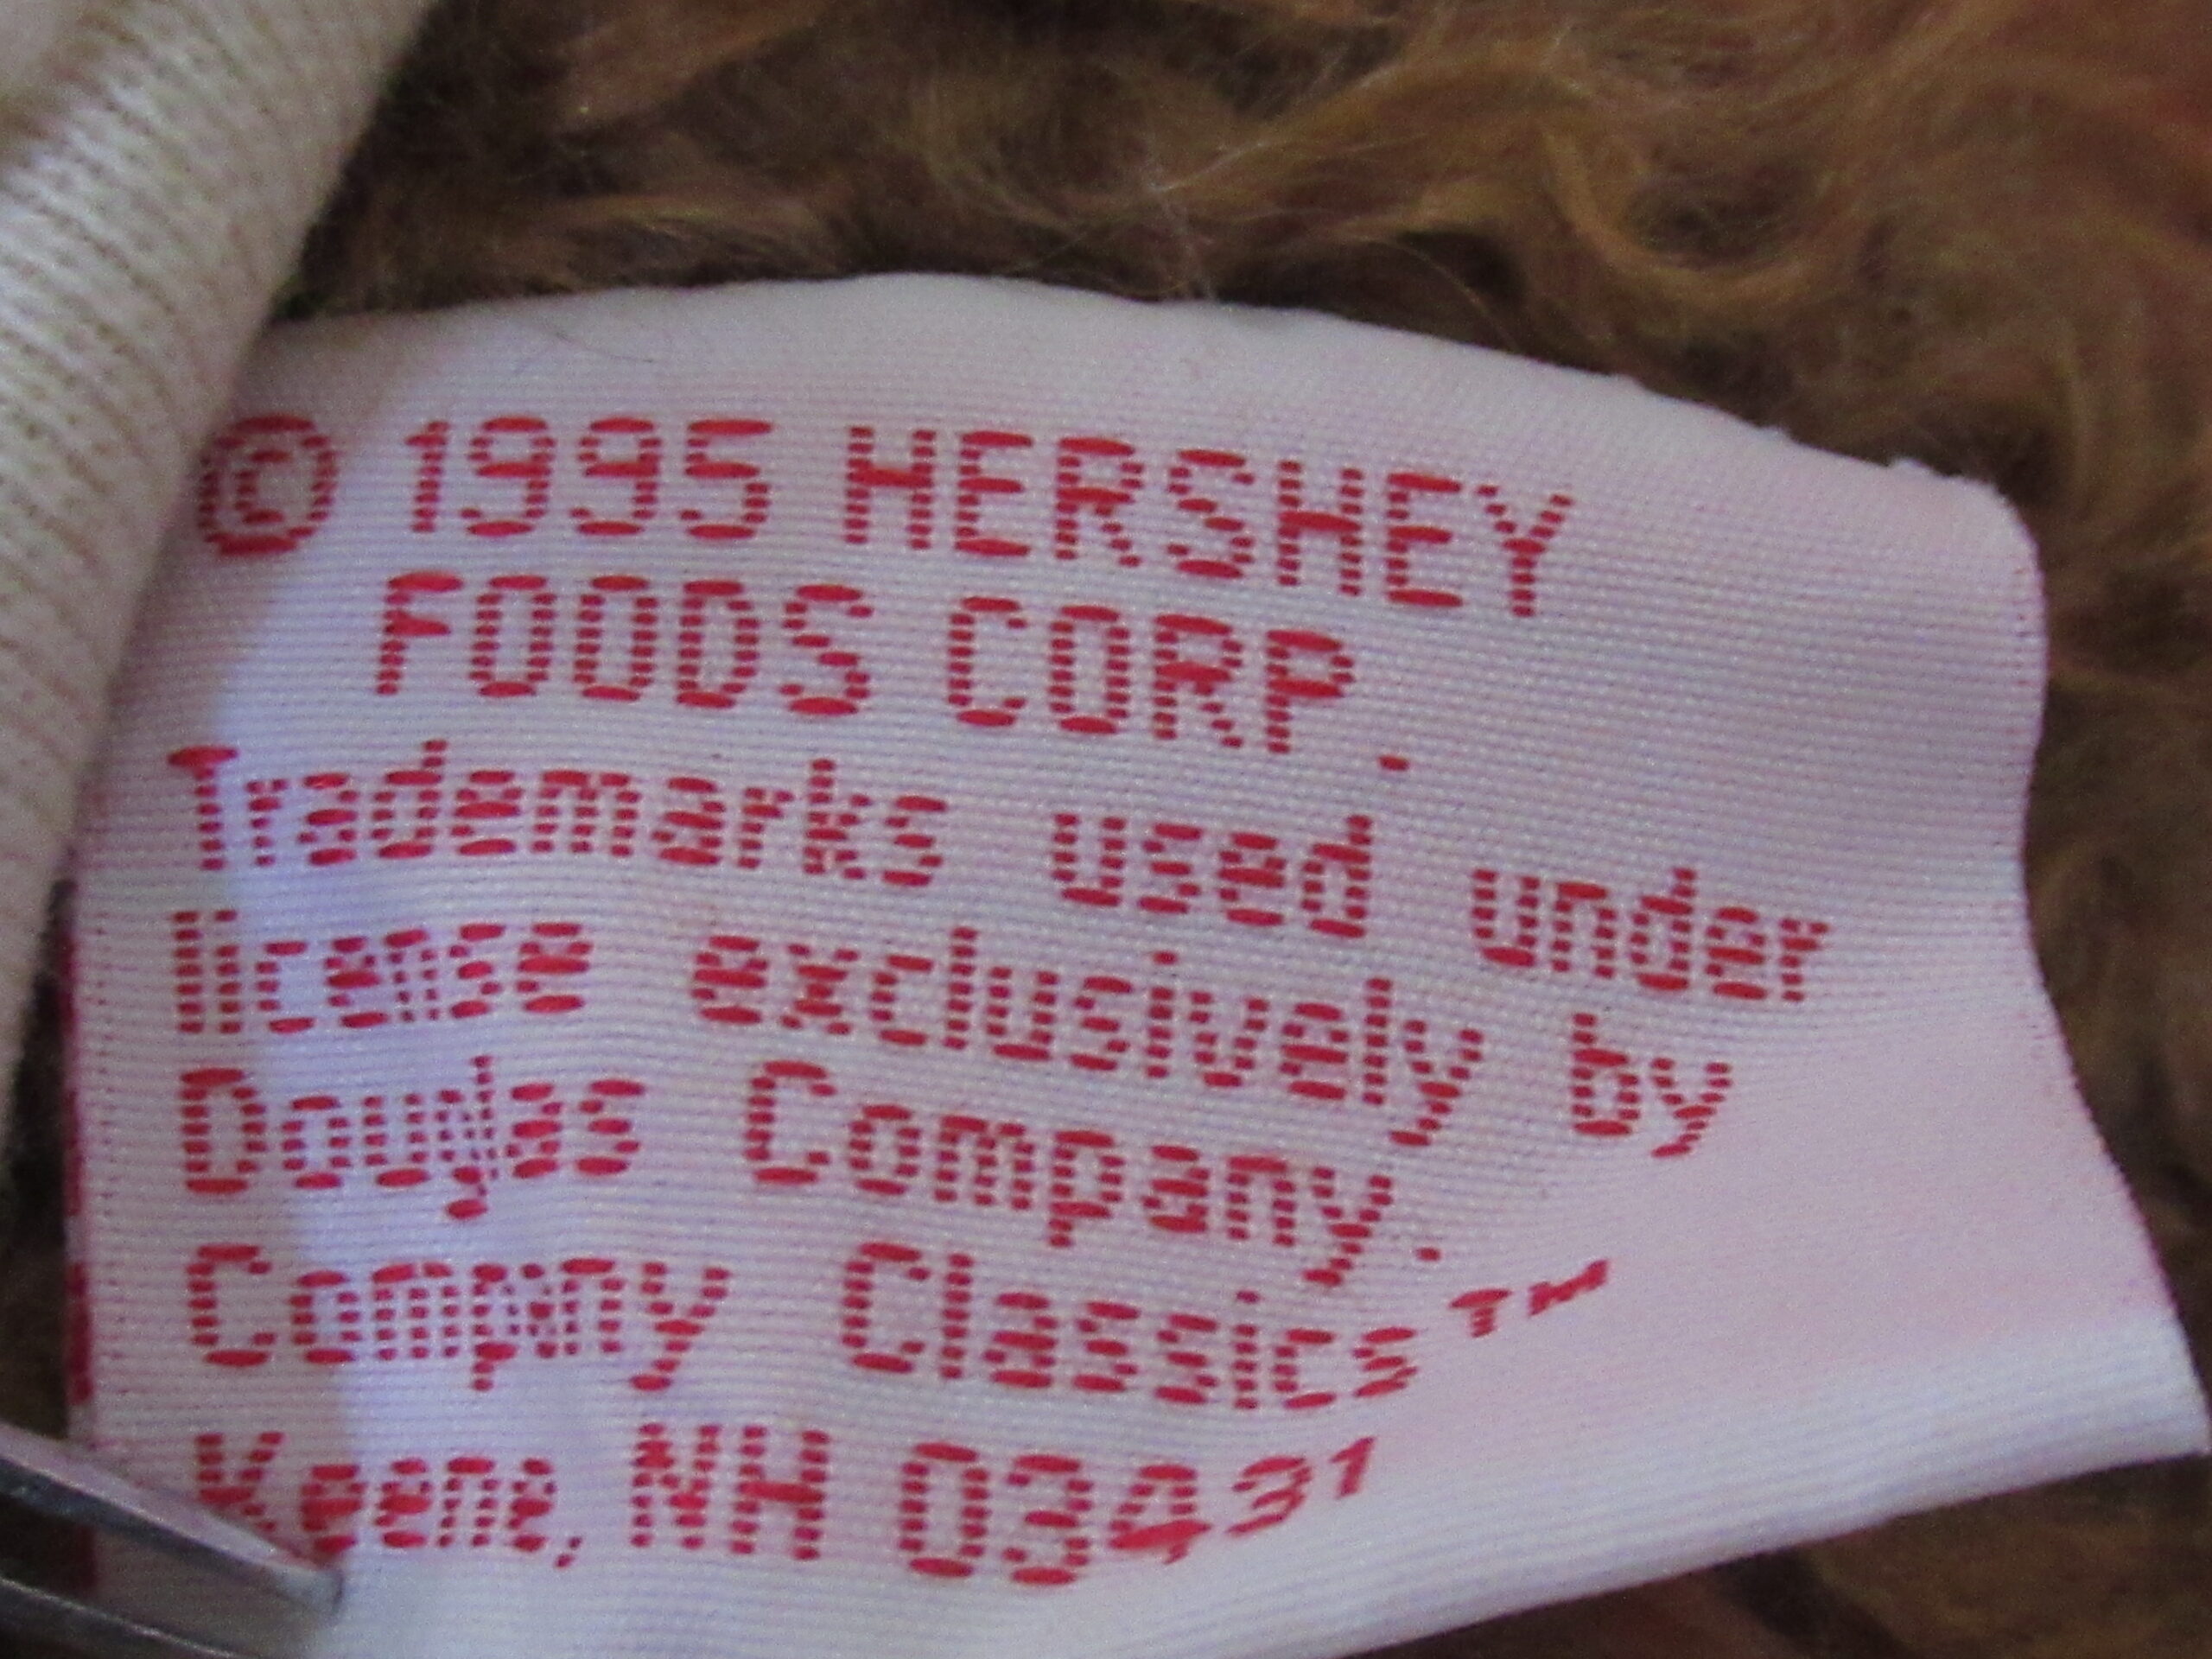 © 1995 HERSHEY
FOODS CORP.
Trademarks used under
license exclusively by
Douglas Company.
Company Classics™
Keene, NH 03431